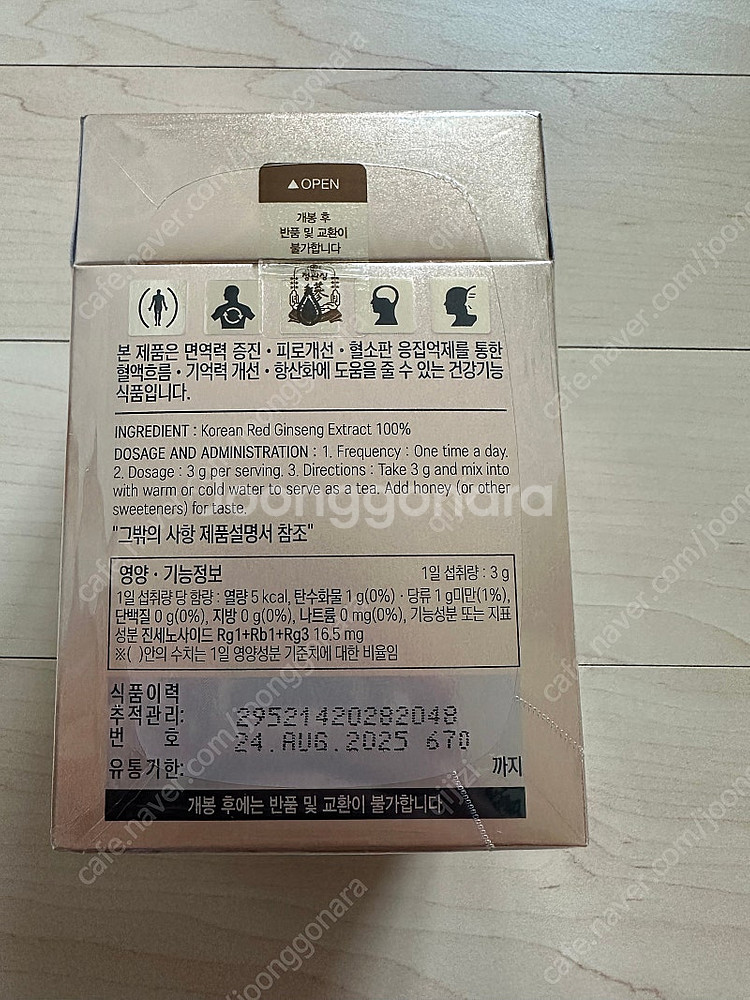 ▲OPEN
개봉 후
반품 및 교환이
불가합니다
정관장
본 제품은 면역력 증진 • 피로개선 • 혈소판 응집억제를 통한
혈액흐름 • 기억력 개선 • 항산화에 도움을 줄 수 있는 건강기능
식품입니다.
INGREDIENT : Korean Red Ginseng Extract 100%
DOSAGE AND ADMINISTRATION : 1. Frequency : One time a day.
2. Dosage : 3 g per serving. 3. Directions : Take 3 g and mix into
with warm or cold water to serve as a tea. Add honey (or other
sweeteners) for taste.
joonggonara
"그밖의 사항 제품설명서 참조"
영양 · 기능정보 1일 섭취량 : 3 g
1일 섭취량 당 함량 : 열량 5 kcal, 탄수화물 1 g(0%) · 당류 1 g미만(1%),
단백질 0 g(0%), 지방 0 g(0%), 나트륨 0 mg(0%), 기능성분 또는 지표
성분 진세노사이드 Rg1+Rb1+Rg3 16.5 mg
※( )안의 수치는 1일 영양성분 기준치에 대한 비율임
식품이력
추적관리: 29521420282048
번 호 24.AUG.2025 670
유통기한: 까지
개봉 후에는 반품 및 교환이 불가합니다.
cafe.naver.com/joonggonara